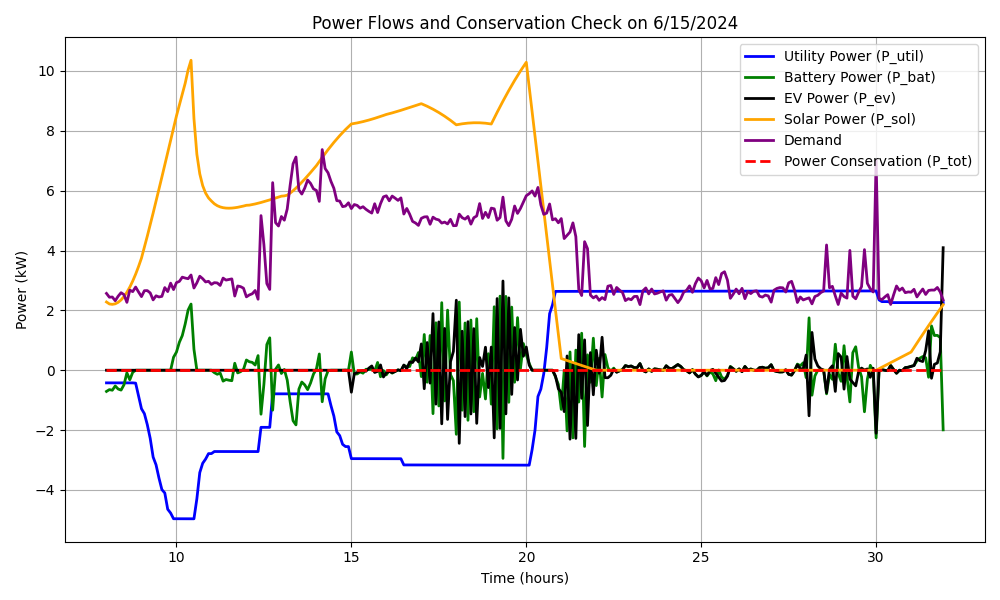 Power Flows and Conservation Check on 6/15/2024
Utility Power (P_util)
Battery Power (P_bat)
EV Power (P_ev)
Solar Power (P_sol)
Demand
Power Conservation (P_tot)
Power (kW)
10
8
6
4
2
0
−2
−4
10
15
20
25
30
Time (hours)